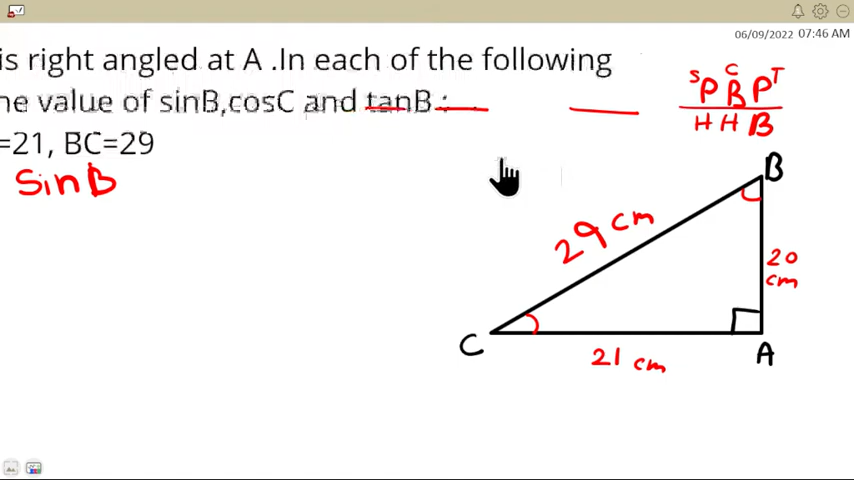 06/09/2022 07:46 AM
is right angled at A .In each of the following
ne value of sinB,cosC and tanB :
=21, BC=29
SinB
S C T
P B P
H H B
B
29 cm
20
cm
C
21 cm
A